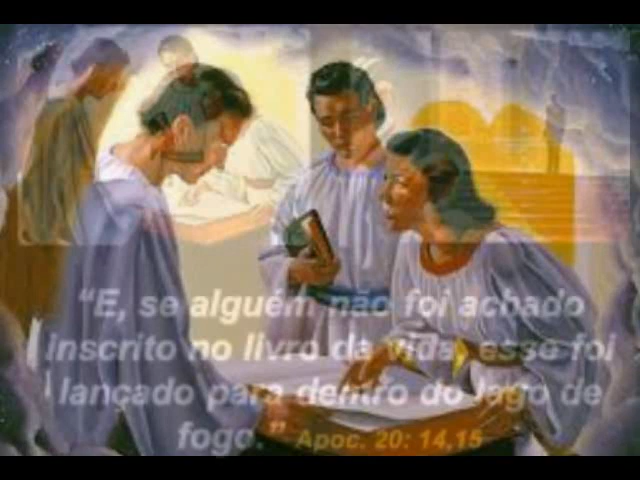 “E, se alguém não foi achado
inscrito no livro da vida, esse foi
lançado para dentro do lago de
fogo.” Apoc. 20: 14,15